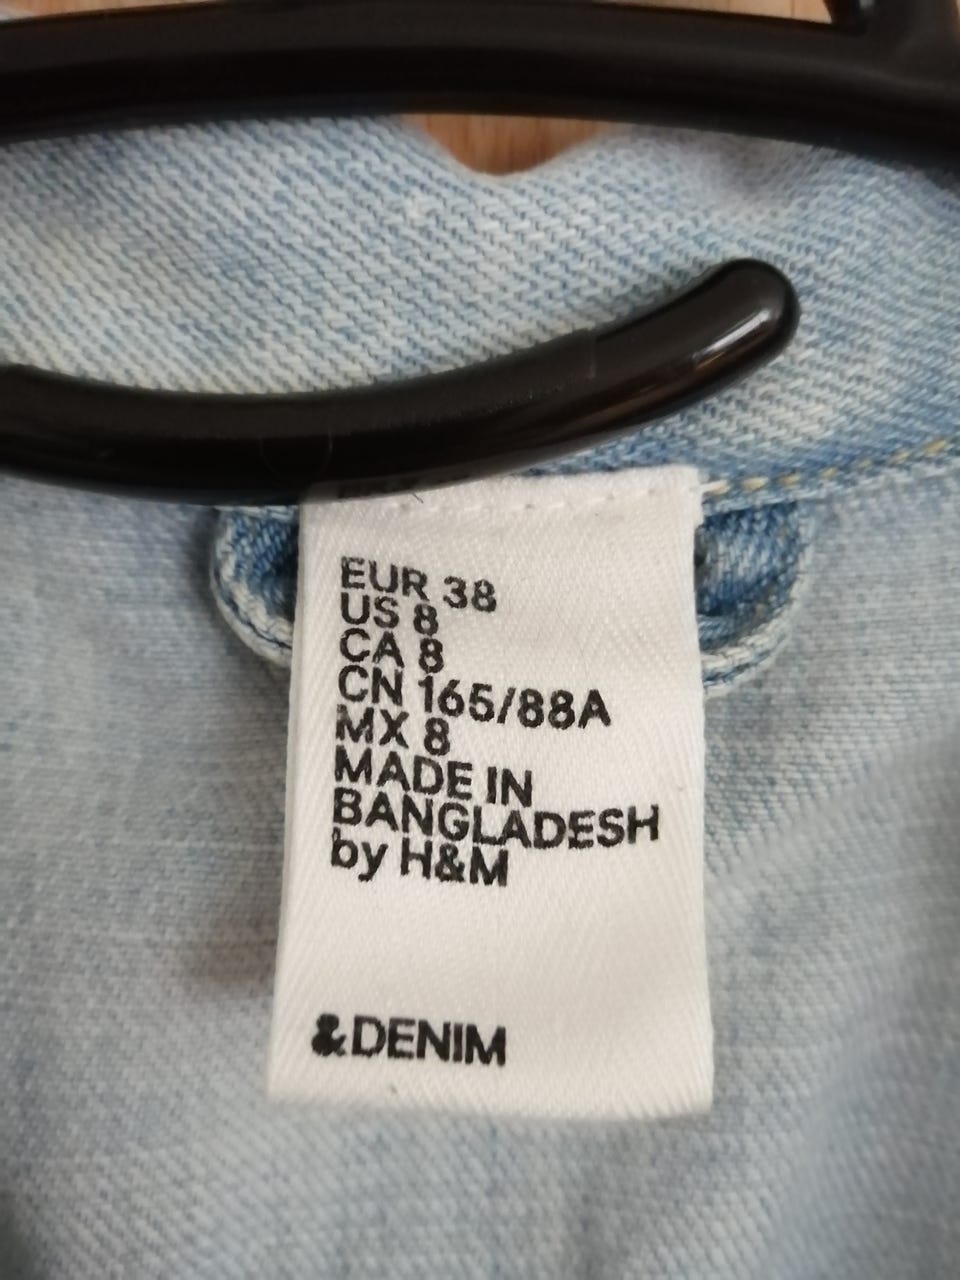 EUR 38
US 8
CA 8
CN 165/88A
MX 8
MADE IN
BANGLADESH
by H&M
&DENIM